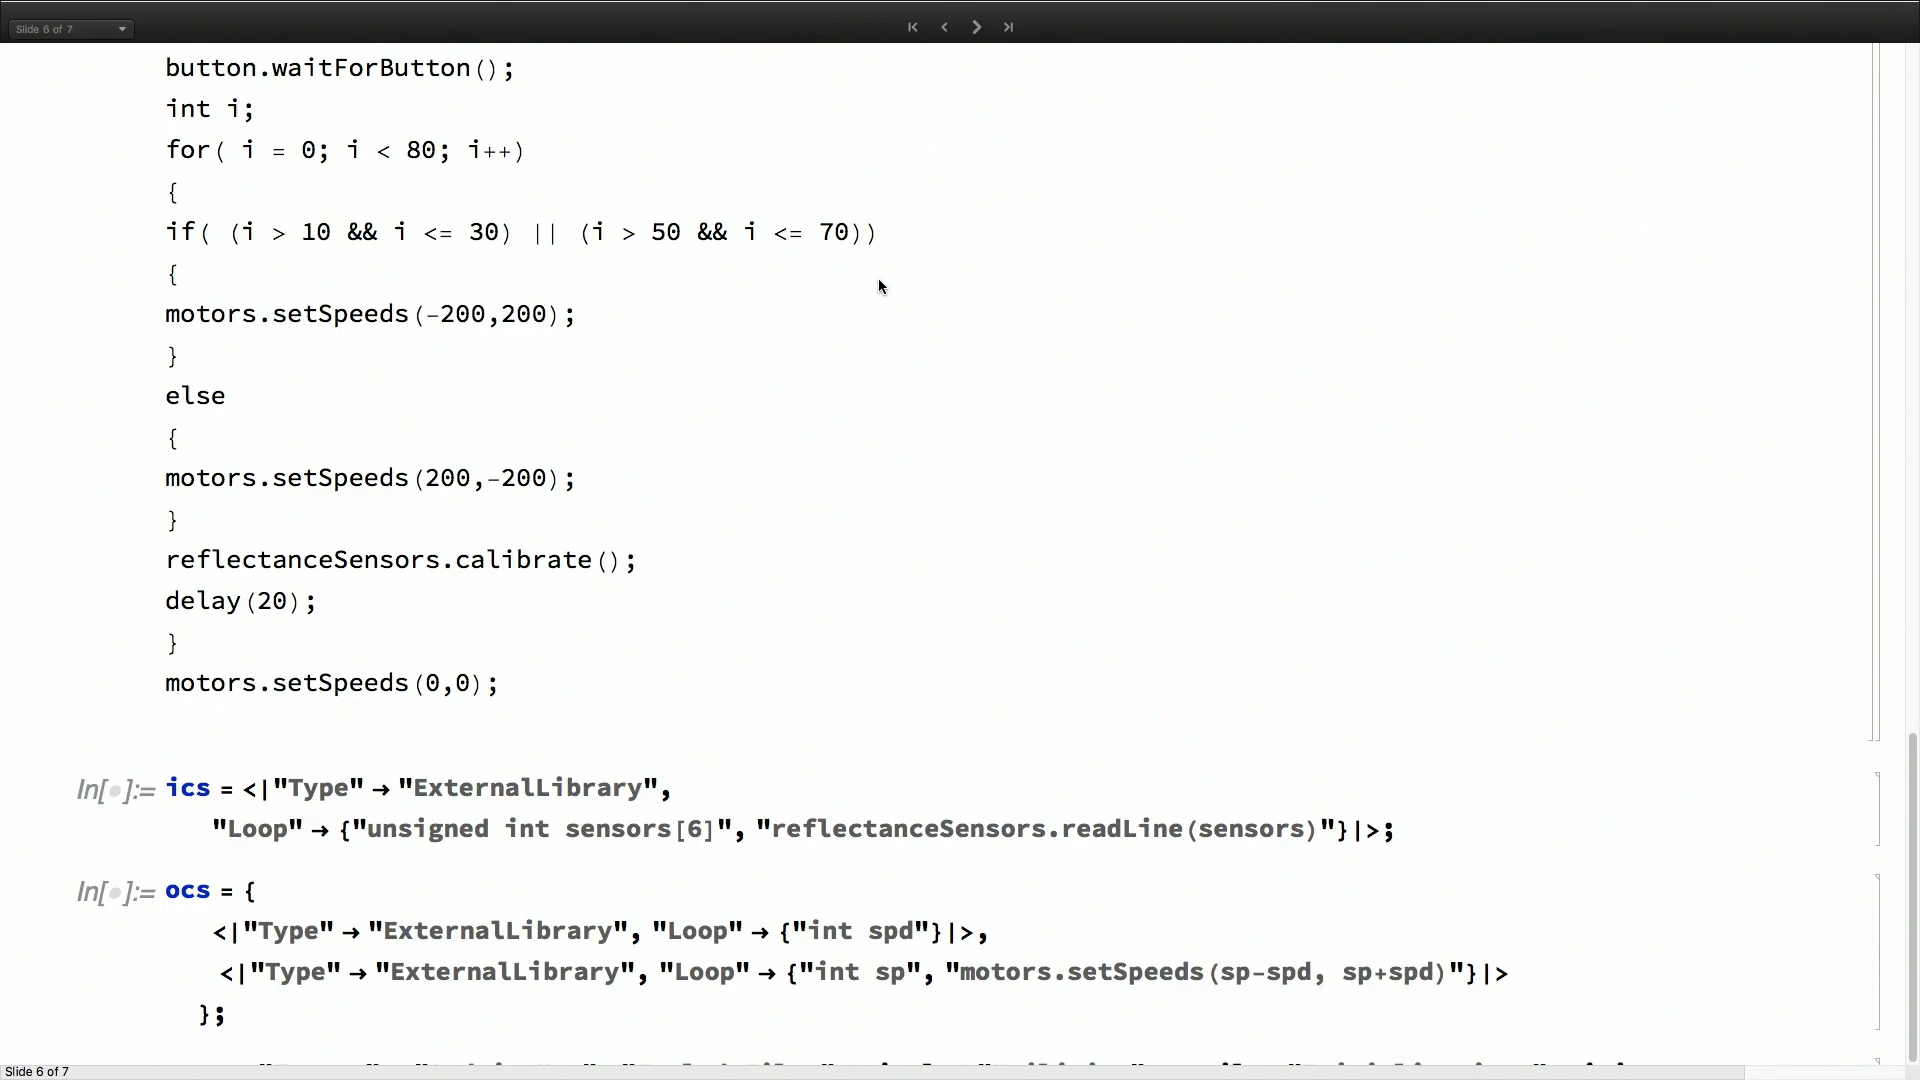 Slide 6 of 7
button.waitForButton();
int i;
for( i = 0; i < 80; i++)
{
if( (i > 10 && i <= 30) || (i > 50 && i <= 70))
{
motors.setSpeeds(-200,200);
}
else
{
motors.setSpeeds(200,-200);
}
reflectanceSensors.calibrate();
delay(20);
}
motors.setSpeeds(0,0);
In[•]:= ics = <|"Type" → "ExternalLibrary",
"Loop" → {"unsigned int sensors[6]", "reflectanceSensors.readLine(sensors)"}|>;
In[•]:= ocs = {
<|"Type" → "ExternalLibrary", "Loop" → {"int spd"}|>,
<|"Type" → "ExternalLibrary", "Loop" → {"int sp", "motors.setSpeeds(sp-spd, sp+spd)"}|>
};
Slide 6 of 7